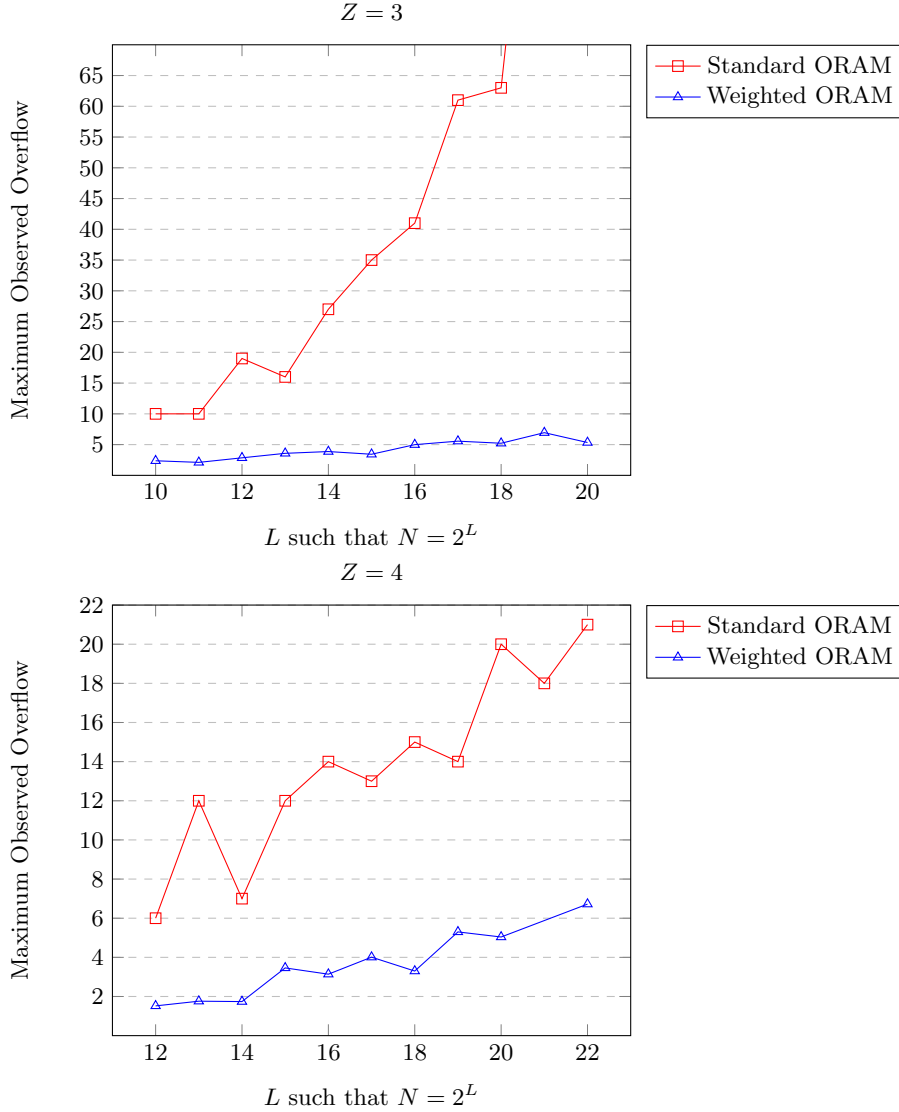 Z = 3
Maximum Observed Overflow
65
60
55
50
45
40
35
30
25
20
15
10
5
10 12 14 16 18 20
L such that N = 2^L
Standard ORAM
Weighted ORAM
Z = 4
Maximum Observed Overflow
22
20
18
16
14
12
10
8
6
4
2
12 14 16 18 20 22
L such that N = 2^L
Standard ORAM
Weighted ORAM